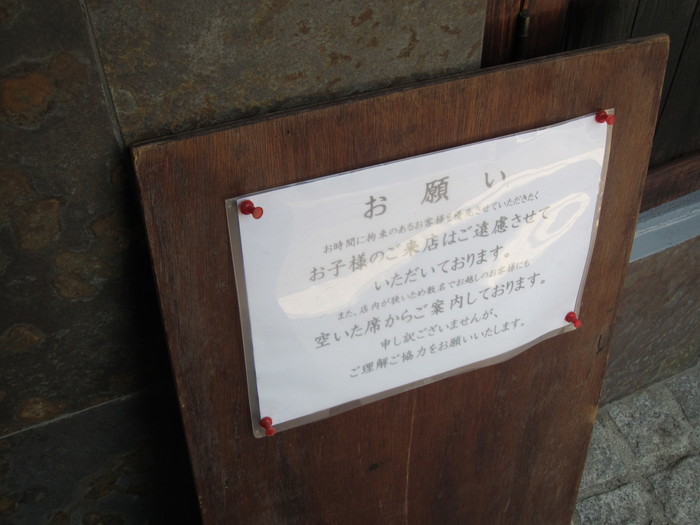 お願い
お時間に拘束のあるお客様を優先させていただきたく
お子様のご来店はご遠慮させて
いただいております。
また、店内が狭いため数名でお越しのお客様にも
空いた席からご案内しております。
申し訳ございませんが、
ご理解ご協力をお願いいたします。